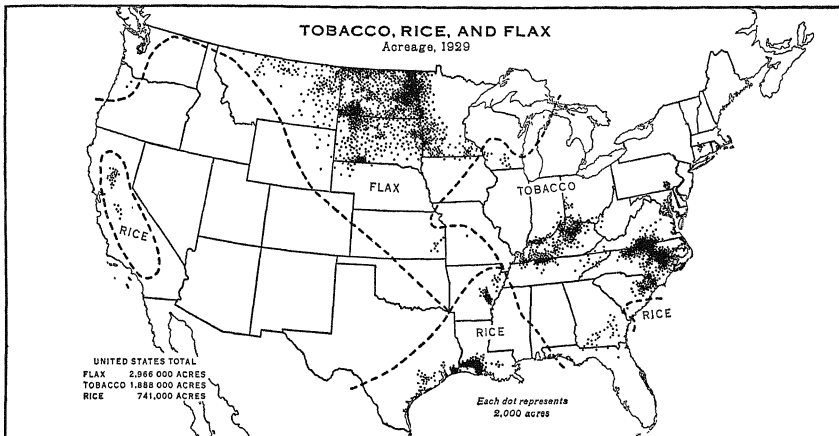 TOBACCO, RICE, AND FLAX
Acreage, 1929
FLAX
TOBACCO
RICE
RICE
RICE
UNITED STATES TOTAL
FLAX 2,966 000 ACRES
TOBACCO 1,888 000 ACRES
RICE 741,000 ACRES
Each dot represents
2,000 acres